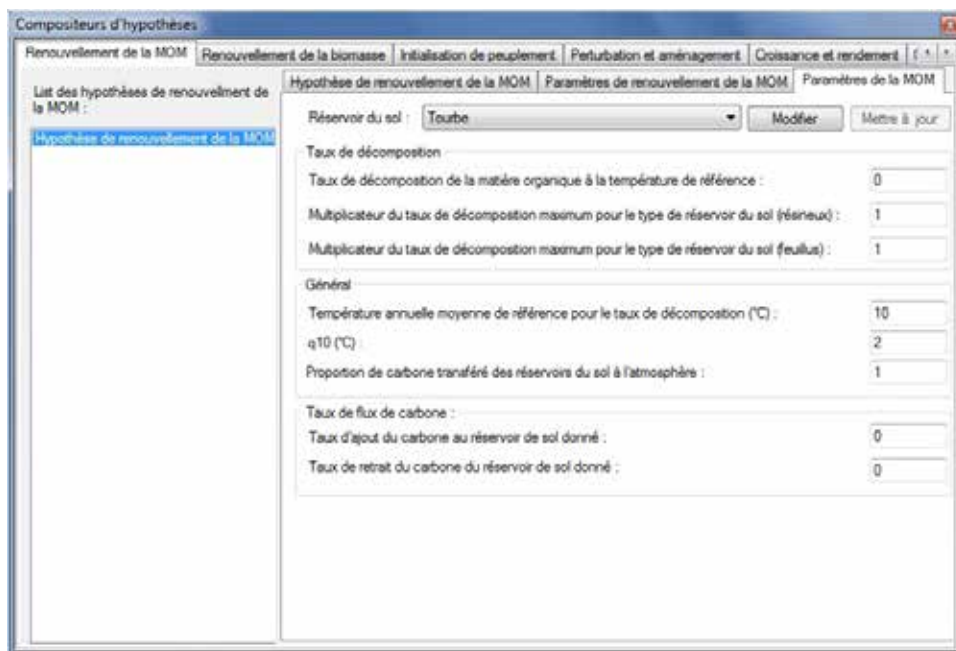 Compositeurs d'hypothèses
Renouvellement de la MOM
Renouvellement de la biomasse
Initialisation de peuplement
Perturbation et aménagement
Croissance et rendement
List des hypothèses de renouvellment de
la MOM :
Hypothèse de renouvellement de la MOM
Hypothèse de renouvellement de la MOM
Paramètres de renouvellement de la MOM
Paramètres de la MOM
Réservoir du sol : Tourbe Modifier Mettre à jour
Taux de décomposition
Taux de décomposition de la matière organique à la température de référence : 0
Multiplicateur du taux de décomposition maximum pour le type de réservoir du sol (résineux) : 1
Multiplicateur du taux de décomposition maximum pour le type de réservoir du sol (feuillus) : 1
Général
Température annuelle moyenne de référence pour le taux de décomposition (°C) : 10
q10 (°C) : 2
Proportion de carbone transféré des réservoirs du sol à l'atmosphère : 1
Taux de flux de carbone :
Taux d'ajout du carbone au réservoir de sol donné : 0
Taux de retrait du carbone du réservoir de sol donné : 0